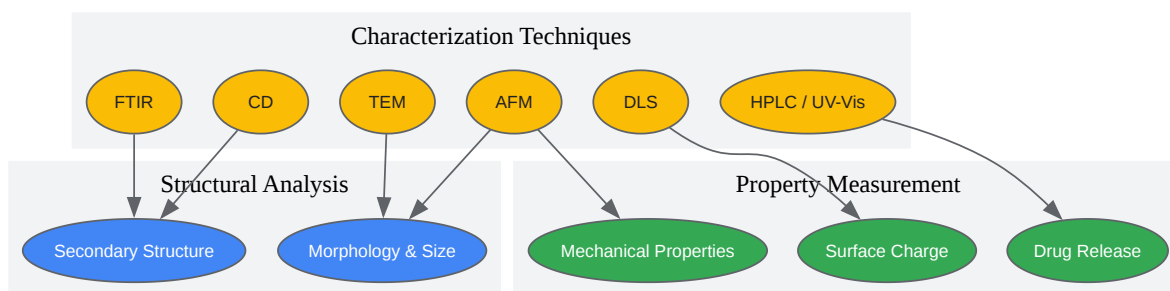 Characterization Techniques
FTIR
CD
TEM
AFM
DLS
HPLC / UV-Vis
Structural Analysis
Property Measurement
Secondary Structure
Morphology & Size
Mechanical Properties
Surface Charge
Drug Release